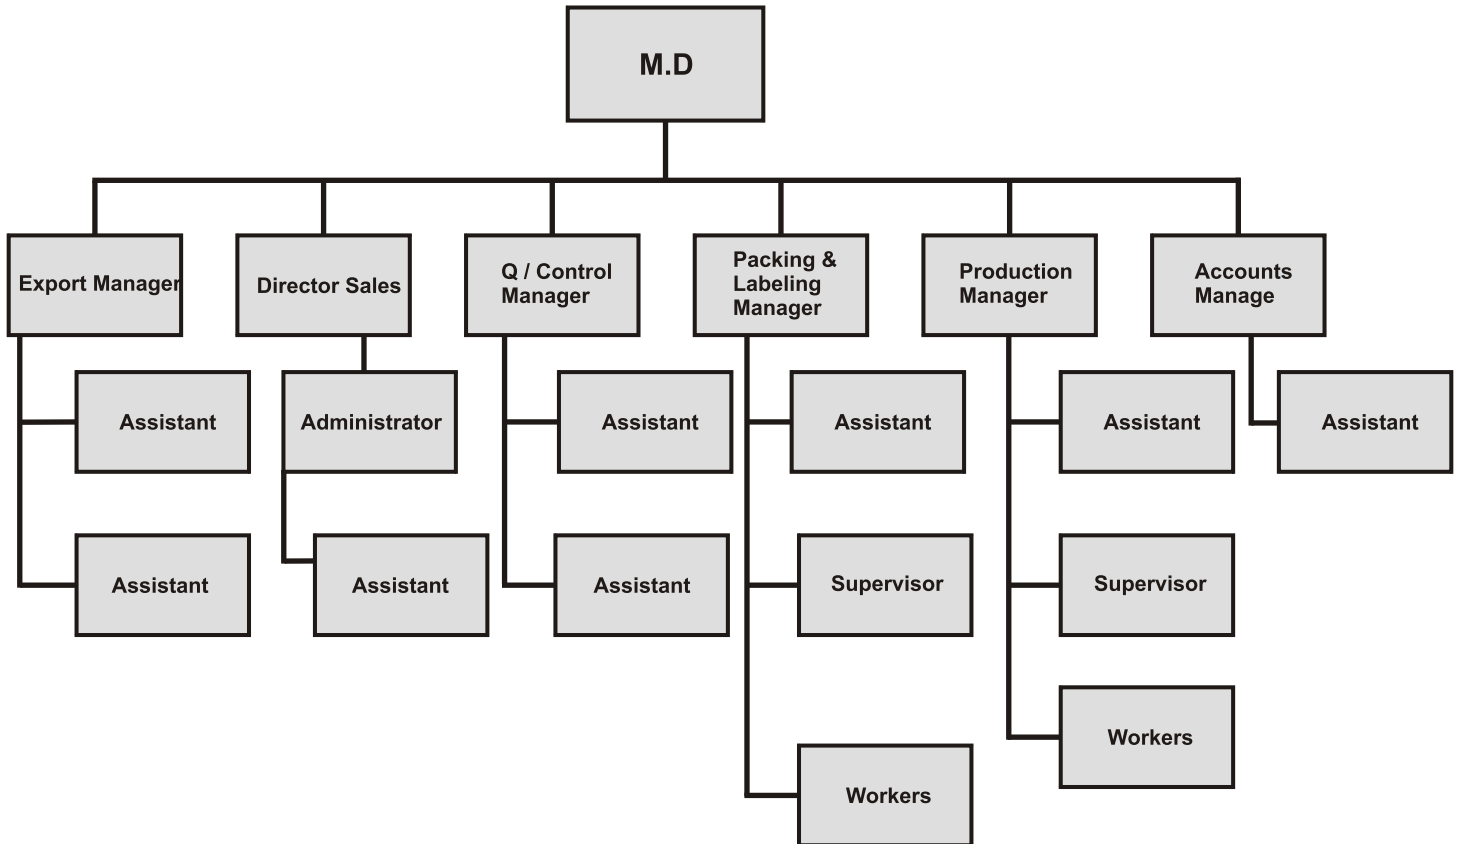 M.D
Export Manager
Director Sales
Q / Control
Manager
Packing &
Labeling
Manager
Production
Manager
Accounts
Manage
Assistant
Administrator
Assistant
Assistant
Assistant
Assistant
Assistant
Assistant
Assistant
Supervisor
Supervisor
Workers
Workers